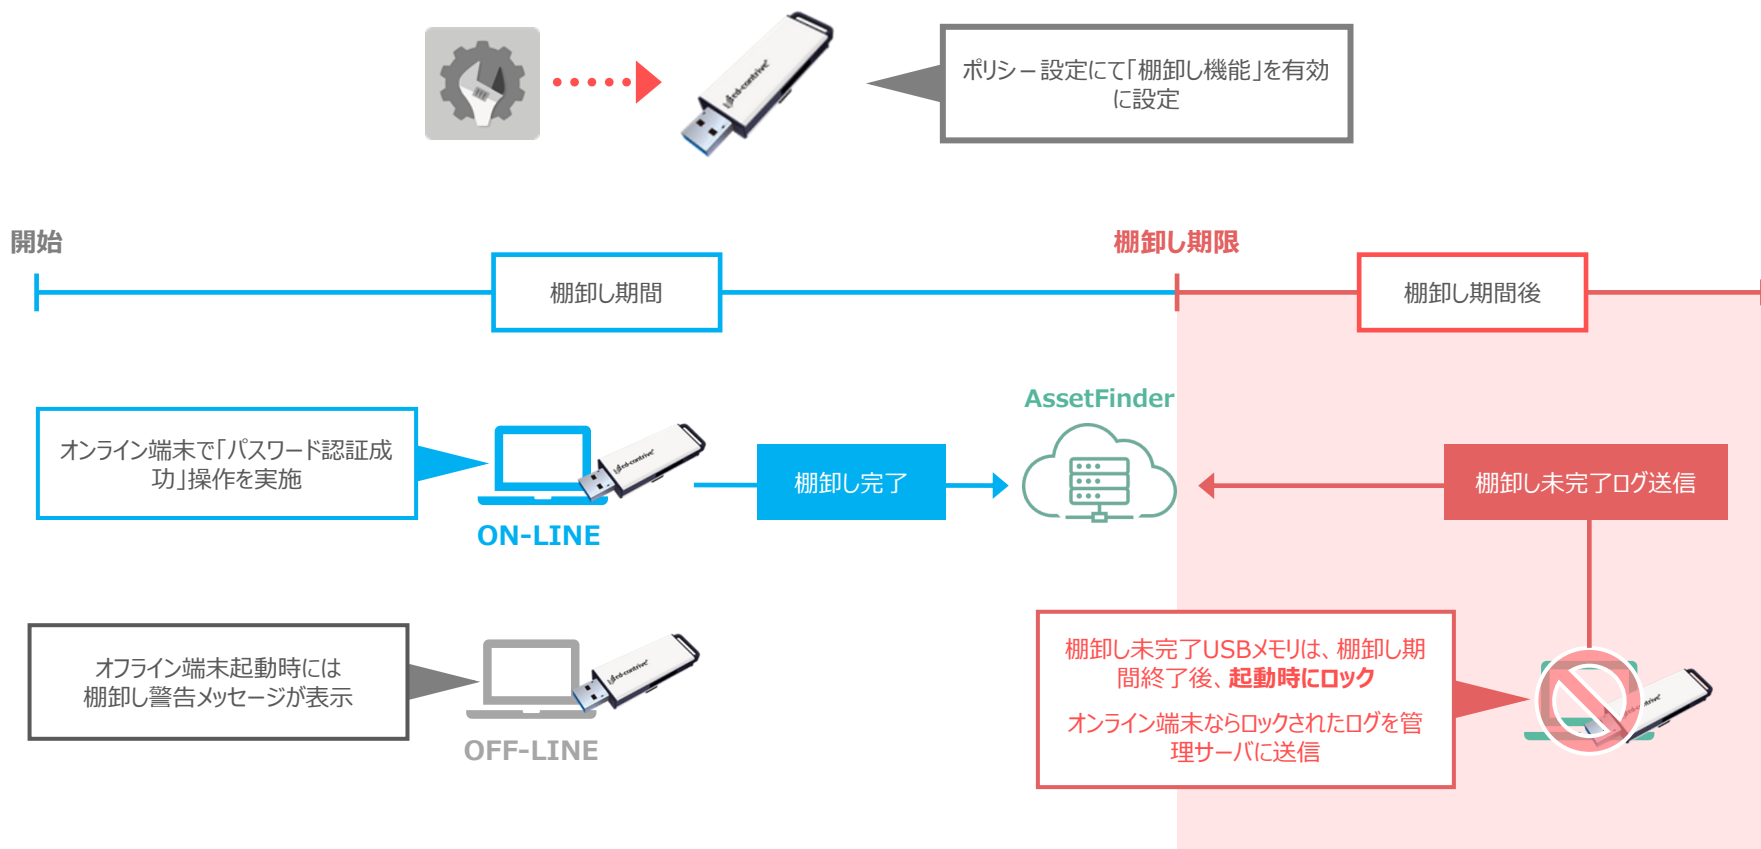 ポリシー設定にて「棚卸し機能」を有効
に設定
開始
棚卸し期限
棚卸し期間
棚卸し期間後
AssetFinder
オンライン端末で「パスワード認証成
功」操作を実施
棚卸し完了
棚卸し未完了ログ送信
ON-LINE
オフライン端末起動時には
棚卸し警告メッセージが表示
OFF-LINE
棚卸し未完了USBメモリは、棚卸し期
間終了後、起動時にロック
オンライン端末ならロックされたログを管
理サーバに送信